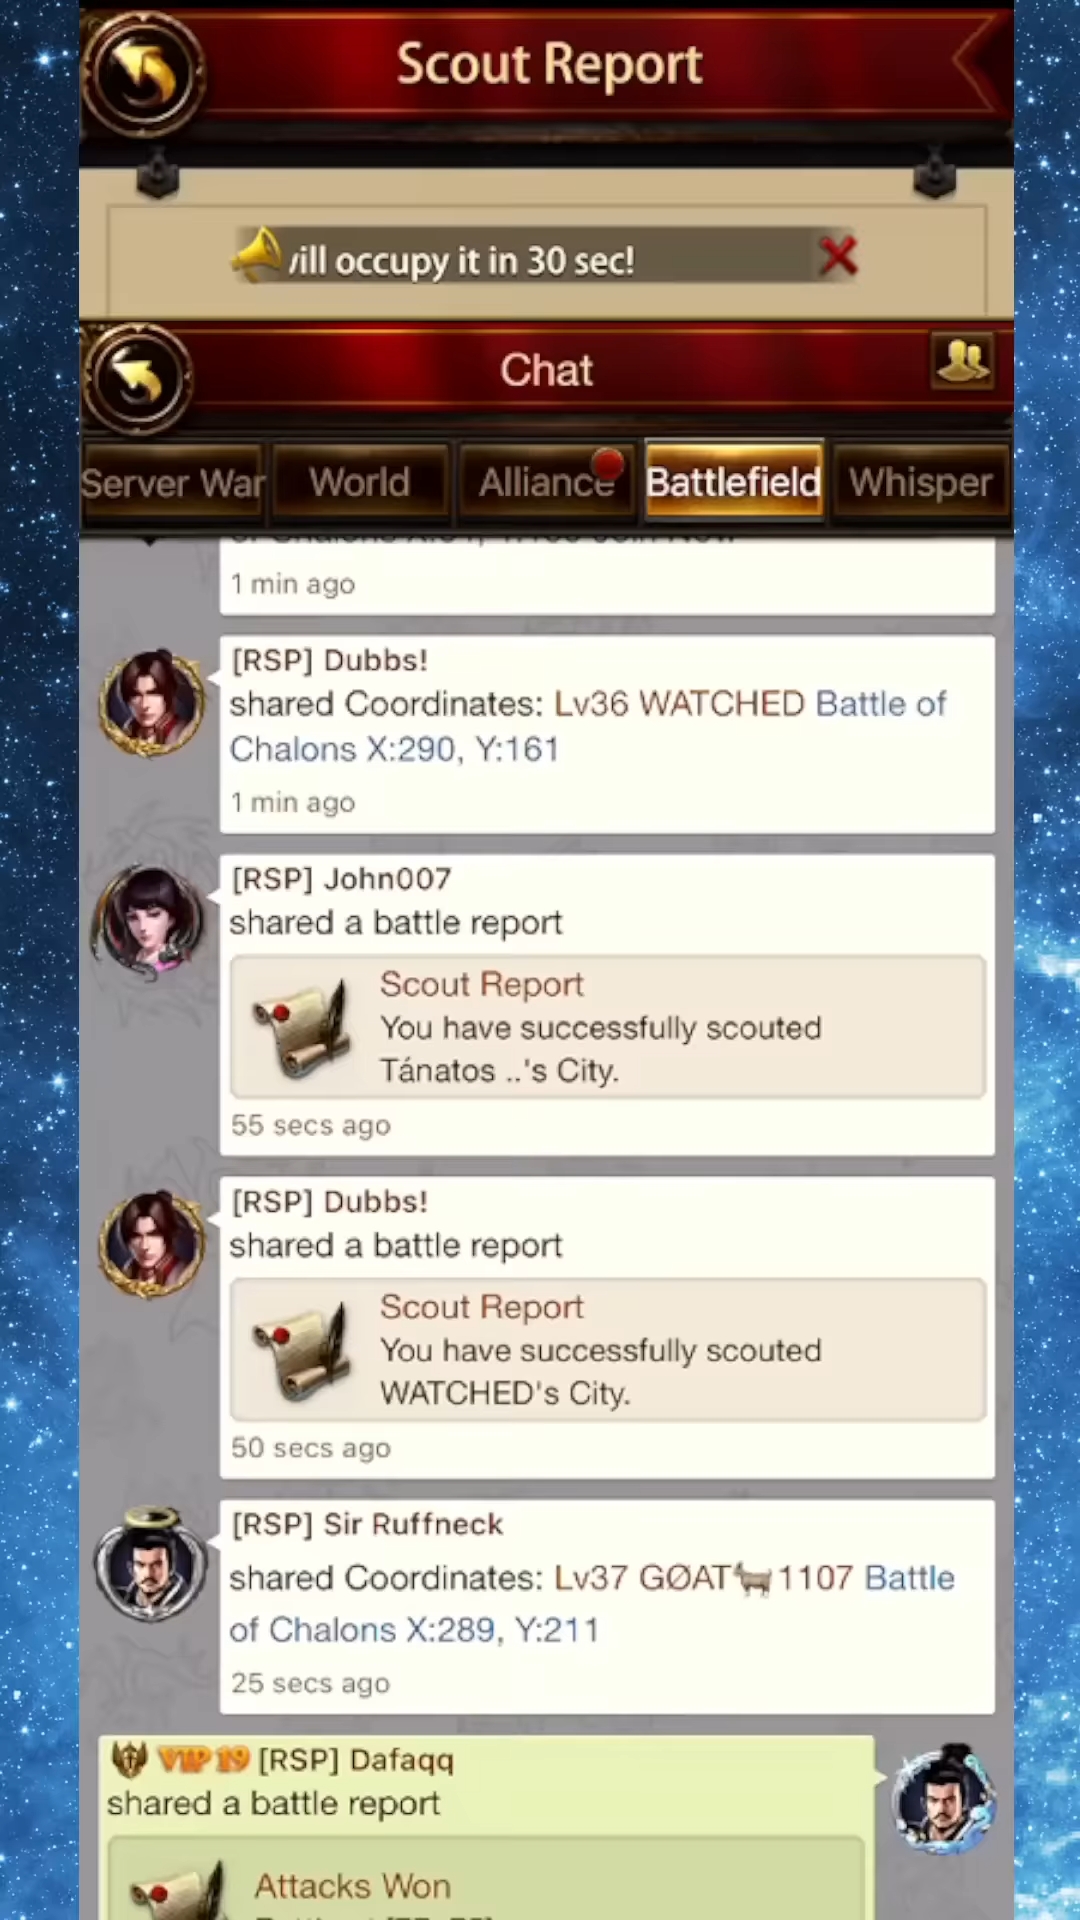 Scout Report
ill occupy it in 30 sec!
Chat
Server War World Alliance Battlefield Whisper
1 min ago
[RSP] Dubbs!
shared Coordinates: Lv36 WATCHED Battle of
Chalons X:290, Y:161
1 min ago
[RSP] John007
shared a battle report
Scout Report
You have successfully scouted
Tánatos ..'s City.
55 secs ago
[RSP] Dubbs!
shared a battle report
Scout Report
You have successfully scouted
WATCHED's City.
50 secs ago
[RSP] Sir Ruffneck
shared Coordinates: Lv37 GØAT🐐1107 Battle
of Chalons X:289, Y:211
25 secs ago
VIP 19 [RSP] Dafaqq
shared a battle report
Attacks Won